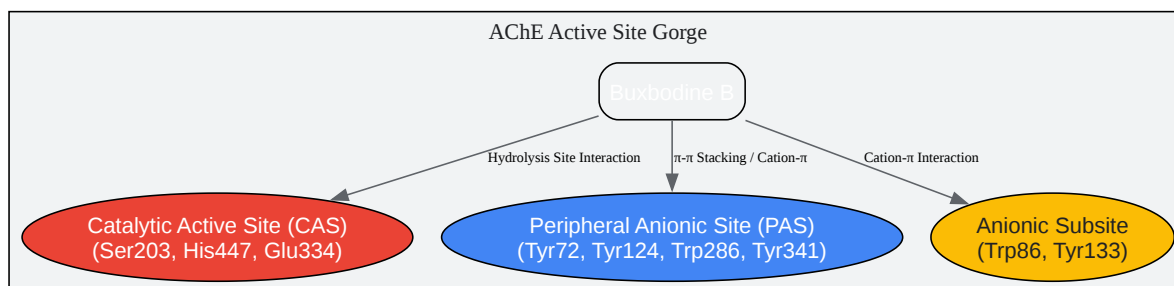 AChE Active Site Gorge
Buxbodine B
Hydrolysis Site Interaction
π-π Stacking / Cation-π
Cation-π Interaction
Catalytic Active Site (CAS)
(Ser203, His447, Glu334)
Peripheral Anionic Site (PAS)
(Tyr72, Tyr124, Trp286, Tyr341)
Anionic Subsite
(Trp86, Tyr133)